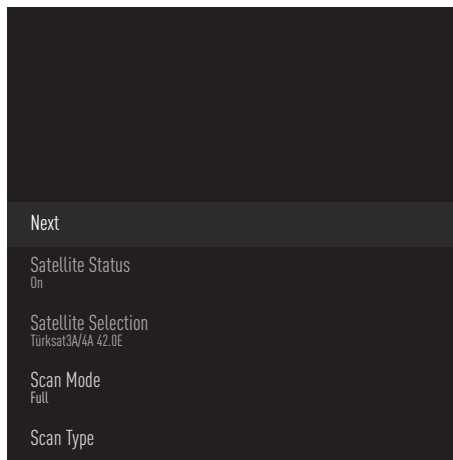 Next
Satellite Status
On
Satellite Selection
Türksat3A/4A 42.0E
Scan Mode
Full
Scan Type